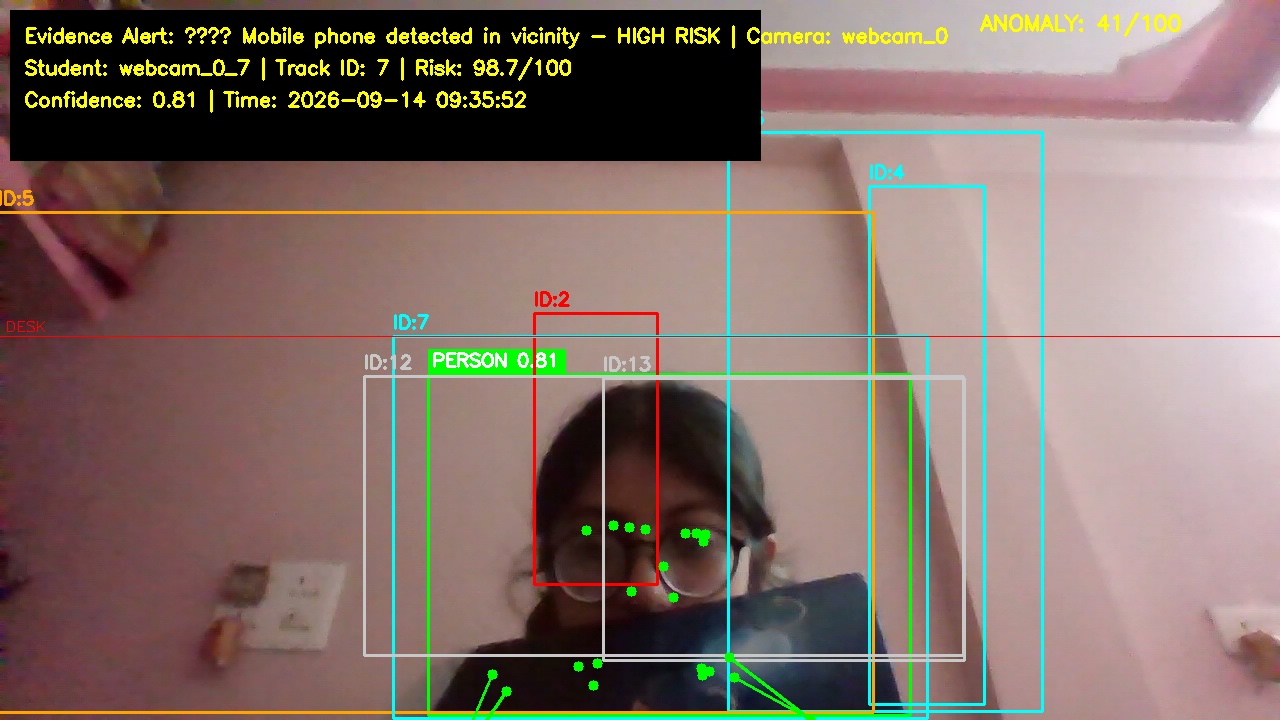 Evidence Alert: ???? Mobile phone detected in vicinity - HIGH RISK | Camera: webcam_0
ANOMALY: 41/100
Student: webcam_0_7 | Track ID: 7 | Risk: 98.7/100
Confidence: 0.81 | Time: 2026-09-14 09:35:52
ID:4
ID:5
ID:2
DESK
ID:7
ID:12
PERSON 0.81
ID:13